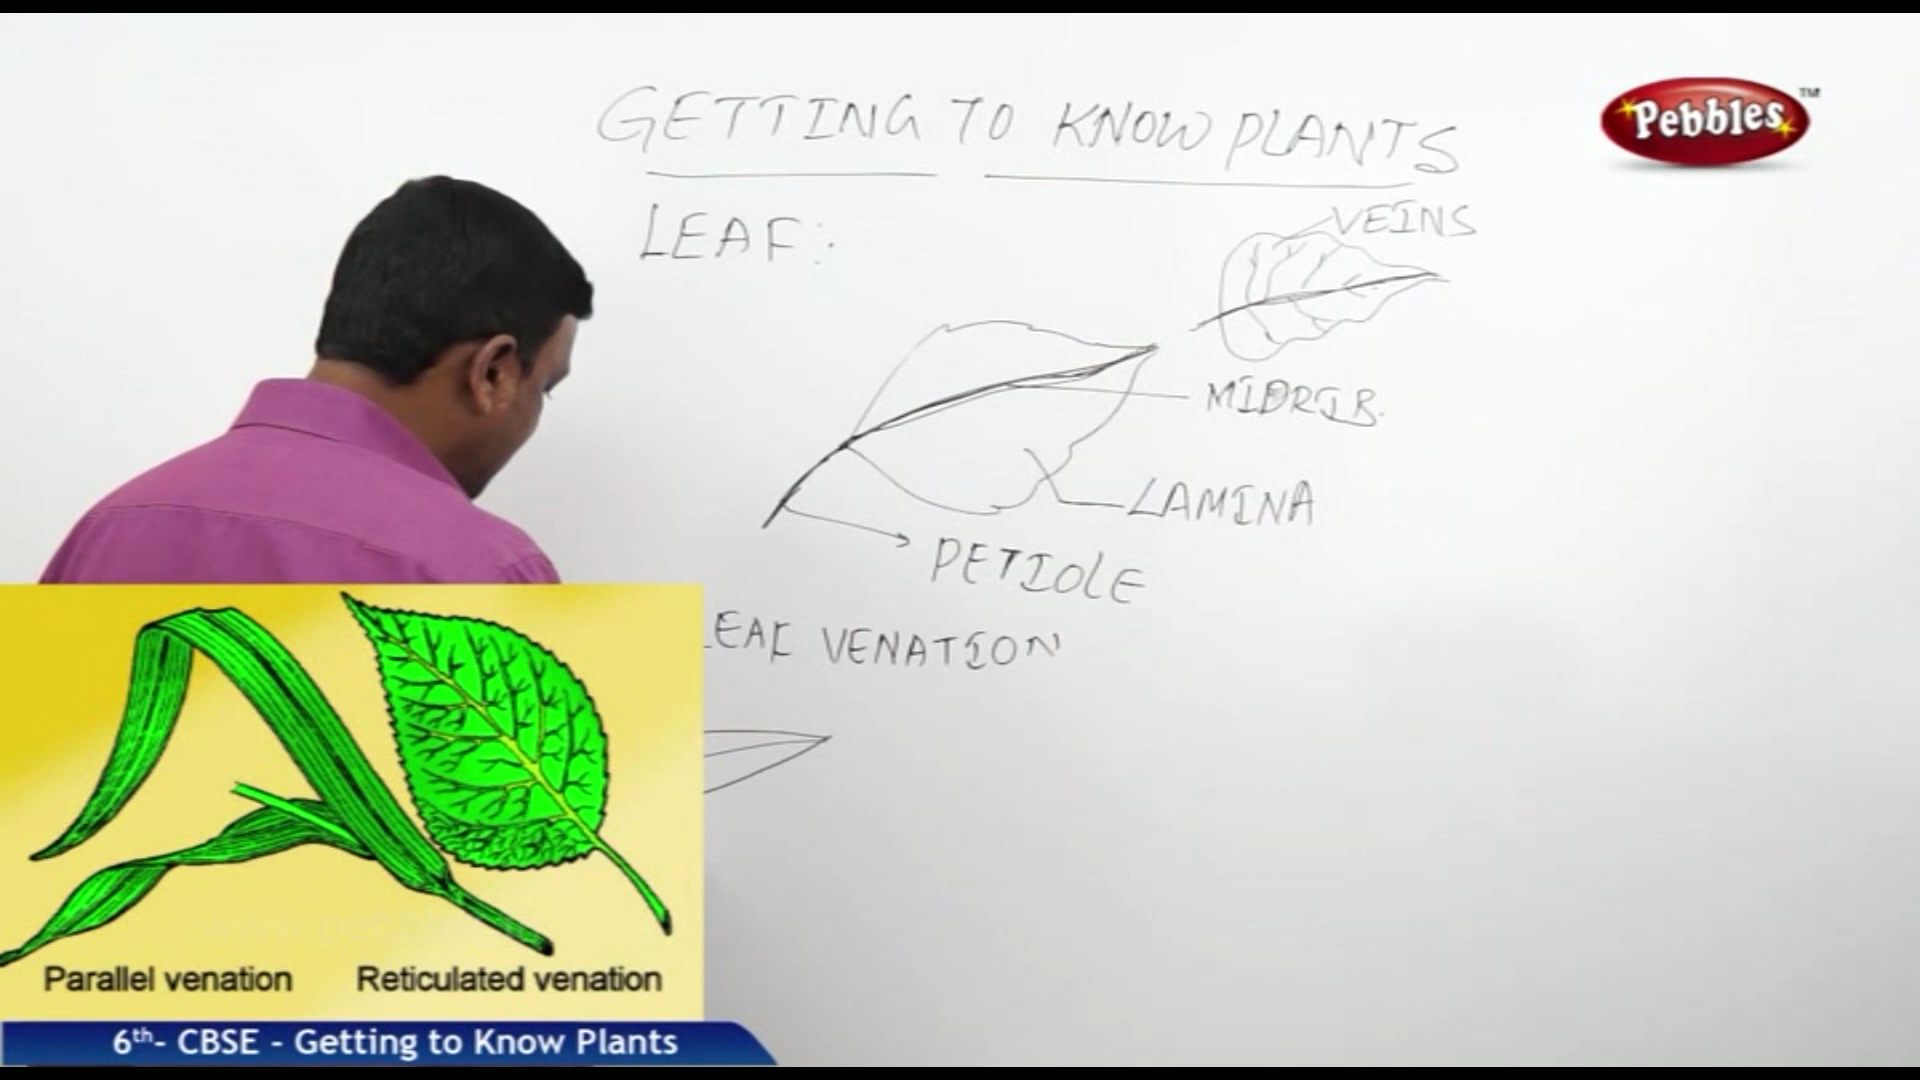 GETTING TO KNOW PLANTS
Pebbles™
LEAF:
VEINS
MIDRIB.
LAMINA
PETIOLE
LEAF VENATION
Parallel venation
Reticulated venation
6th- CBSE - Getting to Know Plants